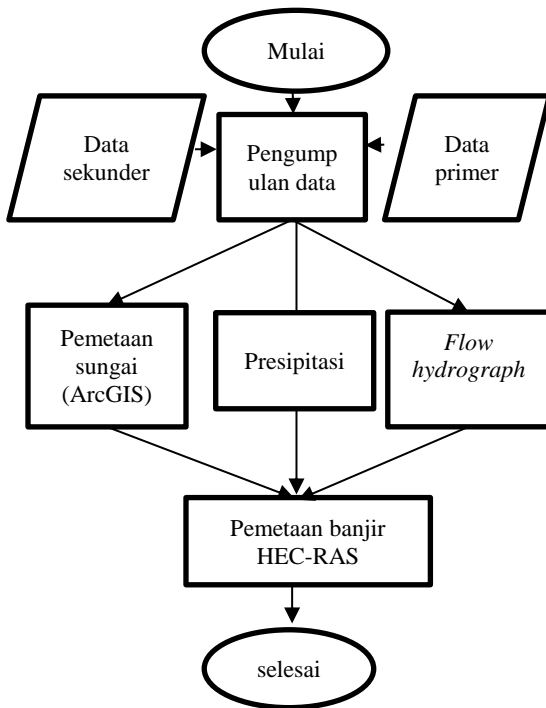 Mulai
Data
sekunder
Pengump
ulan data
Data
primer
Pemetaan
sungai
(ArcGIS)
Presipitasi
Flow
hydrograph
Pemetaan banjir
HEC-RAS
selesai